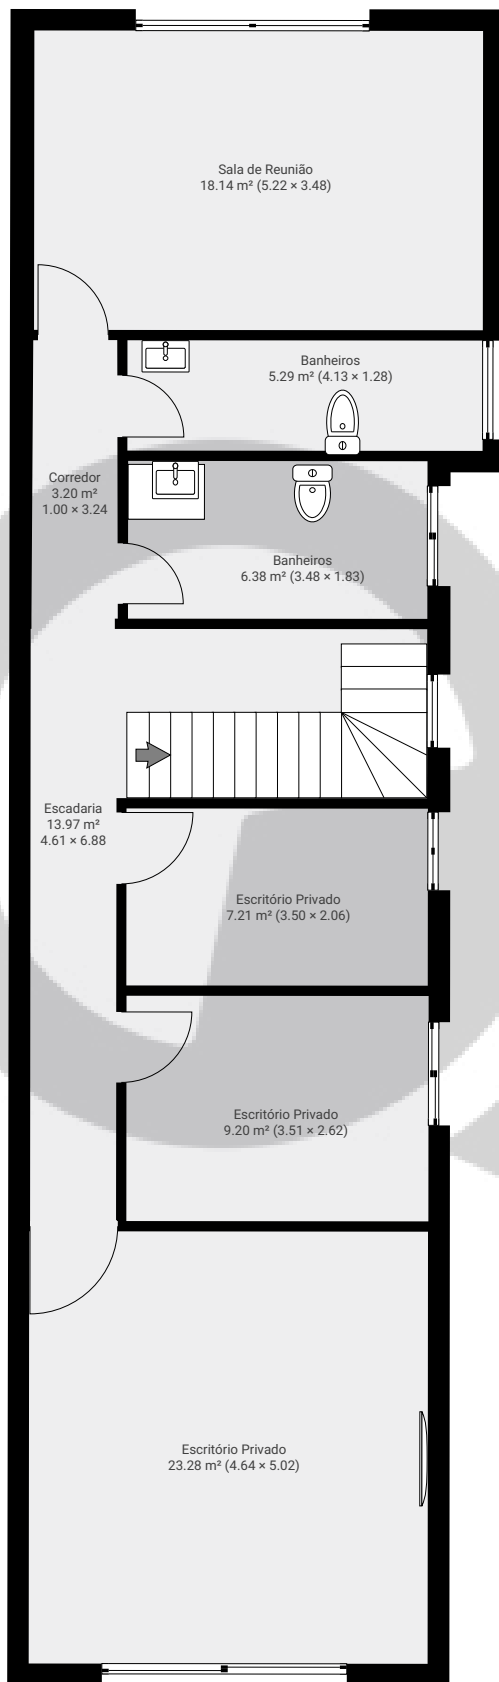 Sala de Reunião
18.14 m² (5.22 × 3.48)
Banheiros
5.29 m² (4.13 × 1.28)
Corredor
3.20 m²
1.00 × 3.24
Banheiros
6.38 m² (3.48 × 1.83)
Escadaria
13.97 m²
4.61 × 6.88
Escritório Privado
7.21 m² (3.50 × 2.06)
Escritório Privado
9.20 m² (3.51 × 2.62)
Escritório Privado
23.28 m² (4.64 × 5.02)